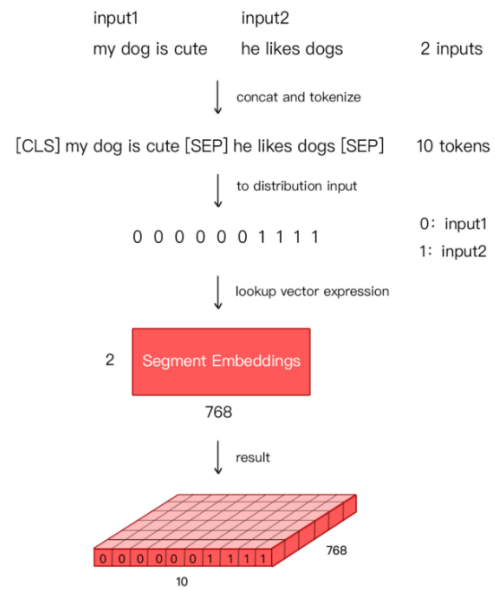 input1 input2
my dog is cute he likes dogs 2 inputs
concat and tokenize
[CLS] my dog is cute [SEP] he likes dogs [SEP] 10 tokens
to distribution input
0 0 0 0 0 0 1 1 1 1
0: input1
1: input2
lookup vector expression
2 Segment Embeddings
768
result
0 0 0 0 0 0 1 1 1 1
768
10